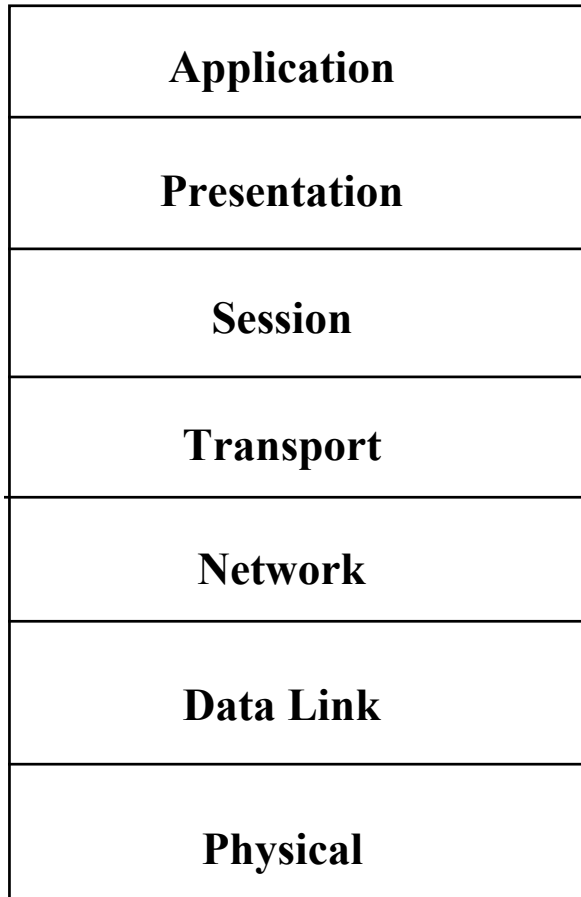 Application
Presentation
Session
Transport
Network
Data Link
Physical